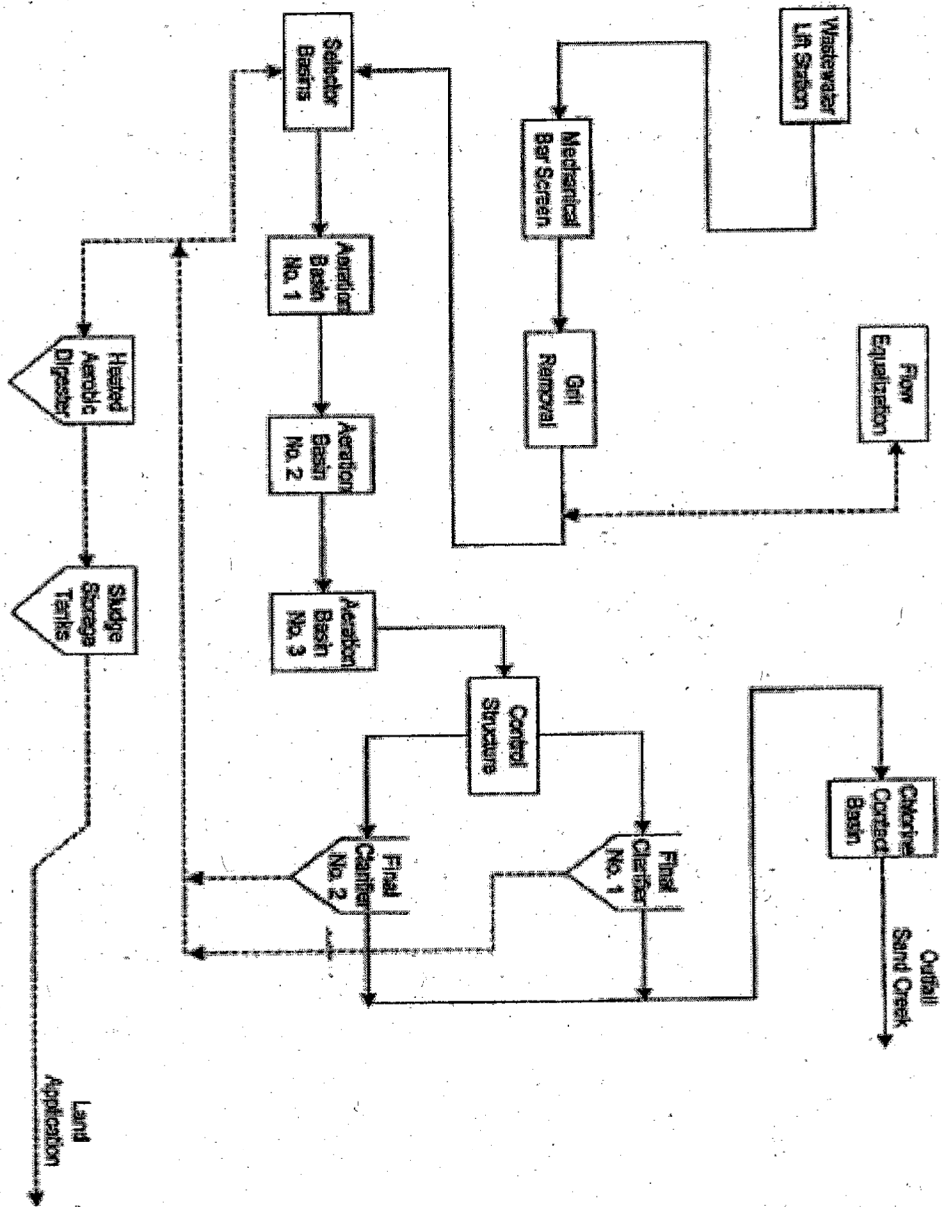 Flow
Equalization
Outfall
Sand Creek
Wastewater
Lift Station
Chlorine
Contact
Basin
Final
Clarifier
No. 1
Mechanical
Bar Screen
Grit
Removal
Control
Structure
Final
Clarifier
No. 2
Selector
Basins
Aeration
Basin
No. 1
Aeration
Basin
No. 2
Aeration
Basin
No. 3
Heated
Aerobic
Digester
Sludge
Storage
Tanks
Land
Application